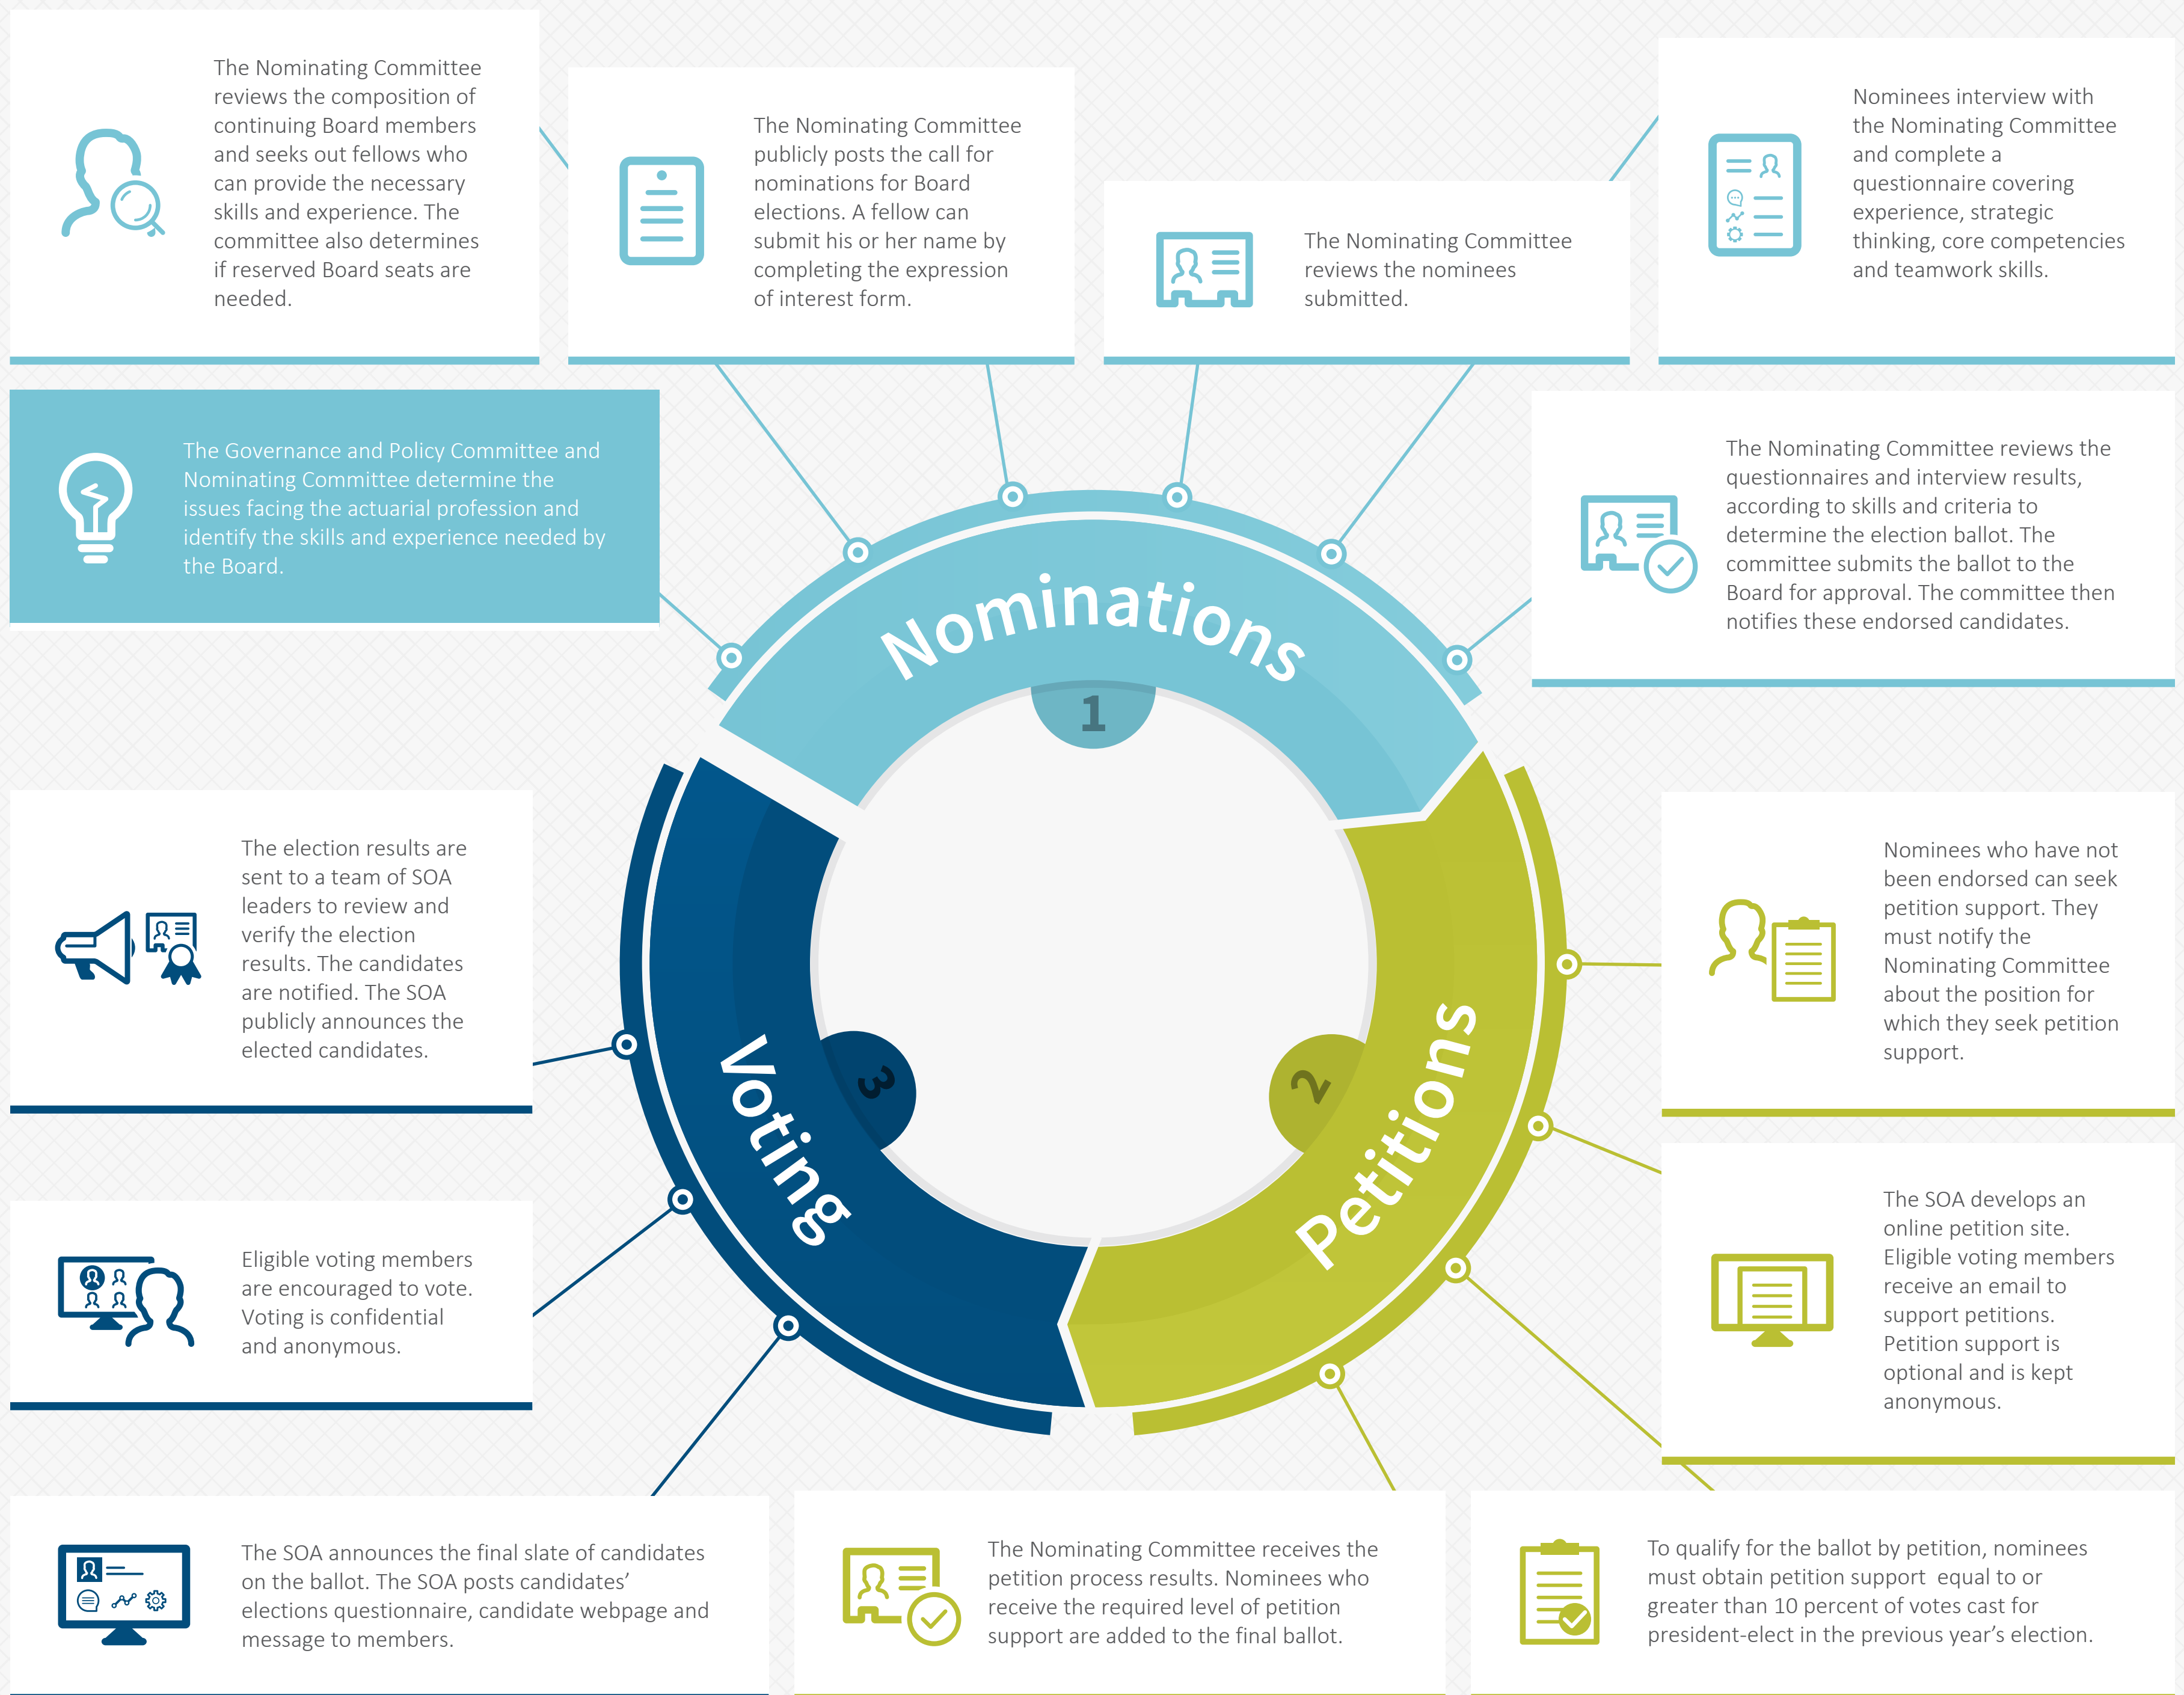 The Nominating Committee
reviews the composition of
continuing Board members
and seeks out fellows who
can provide the necessary
skills and experience. The
committee also determines
if reserved Board seats are
needed.
The Nominating Committee
publicly posts the call for
nominations for Board
elections. A fellow can
submit his or her name by
completing the expression
of interest form.
The Nominating Committee
reviews the nominees
submitted.
Nominees interview with
the Nominating Committee
and complete a
questionnaire covering
experience, strategic
thinking, core competencies
and teamwork skills.
The Governance and Policy Committee and
Nominating Committee determine the
issues facing the actuarial profession and
identify the skills and experience needed by
the Board.
The Nominating Committee reviews the
questionnaires and interview results,
according to skills and criteria to
determine the election ballot. The
committee submits the ballot to the
Board for approval. The committee then
notifies these endorsed candidates.
Nominations
1
Petitions
2
Voting
3
Nominees who have not
been endorsed can seek
petition support. They
must notify the
Nominating Committee
about the position for
which they seek petition
support.
The SOA develops an
online petition site.
Eligible voting members
receive an email to
support petitions.
Petition support is
optional and is kept
anonymous.
To qualify for the ballot by petition, nominees
must obtain petition support equal to or
greater than 10 percent of votes cast for
president-elect in the previous year's election.
The Nominating Committee receives the
petition process results. Nominees who
receive the required level of petition
support are added to the final ballot.
The SOA announces the final slate of candidates
on the ballot. The SOA posts candidates'
elections questionnaire, candidate webpage and
message to members.
Eligible voting members
are encouraged to vote.
Voting is confidential
and anonymous.
The election results are
sent to a team of SOA
leaders to review and
verify the election
results. The candidates
are notified. The SOA
publicly announces the
elected candidates.